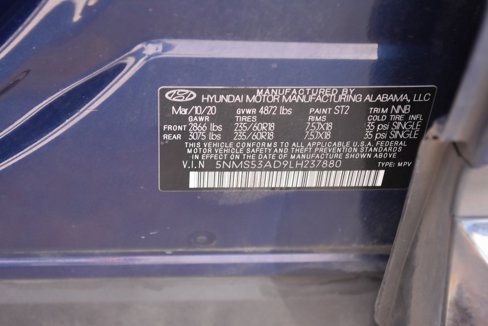 MANUFACTURED BY
HYUNDAI MOTOR MANUFACTURING ALABAMA, LLC
Mar/10/20 GVWR 4872 lbs PAINT ST2 TRIM NNB
GAWR TIRES RIMS COLD TIRE INFL
FRONT 2866 lbs 235/60R18 7.5JX18 35 psi SINGLE
REAR 3075 lbs 235/60R18 7.5JX18 35 psi SINGLE
THIS VEHICLE CONFORMS TO ALL APPLICABLE U.S.
FEDERAL MOTOR VEHICLE SAFETY AND
THEFT PREVENTION STANDARDS
IN EFFECT ON THE DATE OF MANUFACTURE SHOWN ABOVE.
V.I.N 5NMS53AD9LH237880 TYPE: MPV